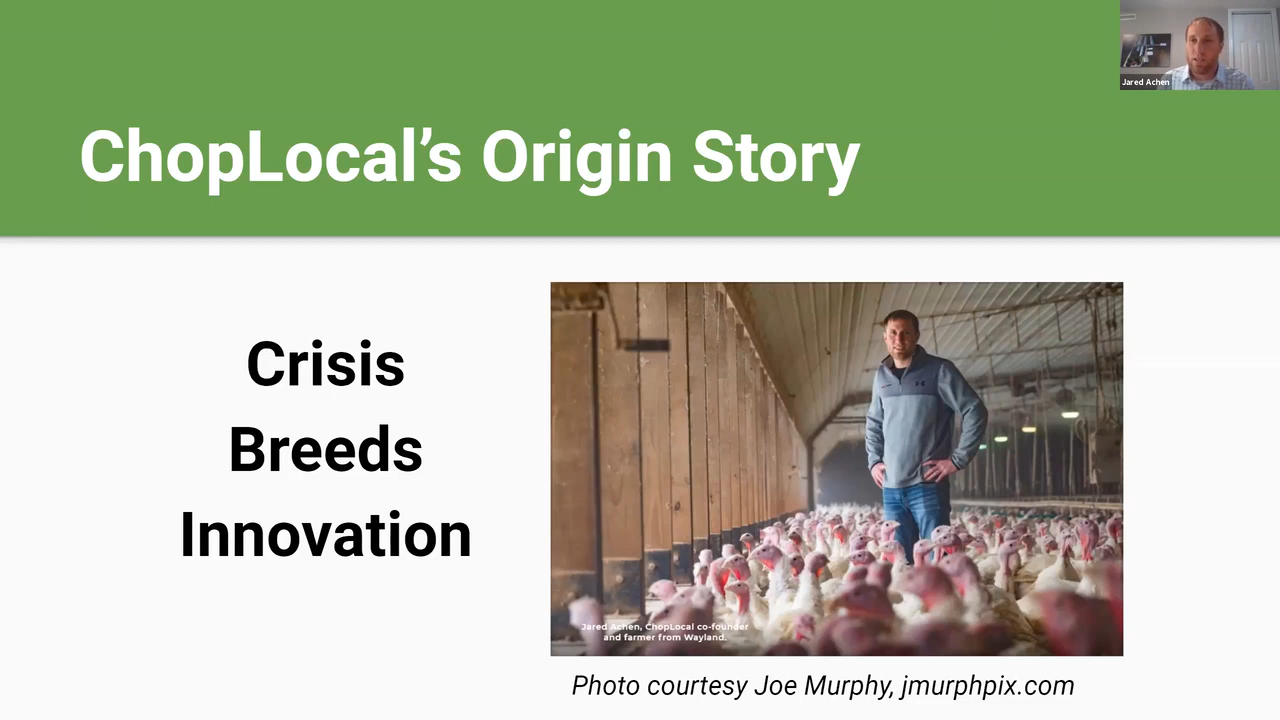 Jared Achen
ChopLocal’s Origin Story
Crisis
Breeds
Innovation
Jared Achen, ChopLocal co-founder
and farmer from Wayland.
Photo courtesy Joe Murphy, jmurphpix.com